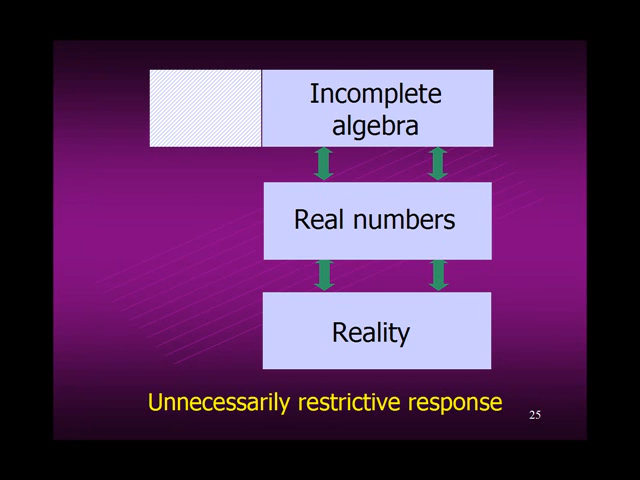 Incomplete
algebra
Real numbers
Reality
Unnecessarily restrictive response
25